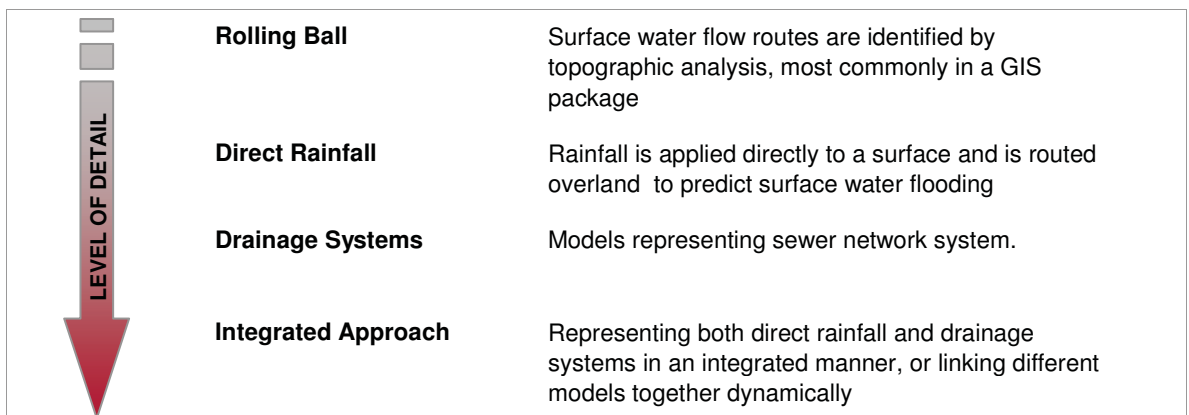 LEVEL OF DETAIL
Rolling Ball
Surface water flow routes are identified by
topographic analysis, most commonly in a GIS
package
Direct Rainfall
Rainfall is applied directly to a surface and is routed
overland  to predict surface water flooding
Drainage Systems
Models representing sewer network system.
Integrated Approach
Representing both direct rainfall and drainage
systems in an integrated manner, or linking different
models together dynamically